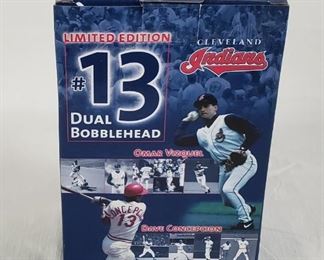 LIMITED EDITION
CLEVELAND
Indians
#13
DUAL
BOBBLEHEAD
OMAR VIZQUEL
CONCEPCION
13
DAVE CONCEPCION